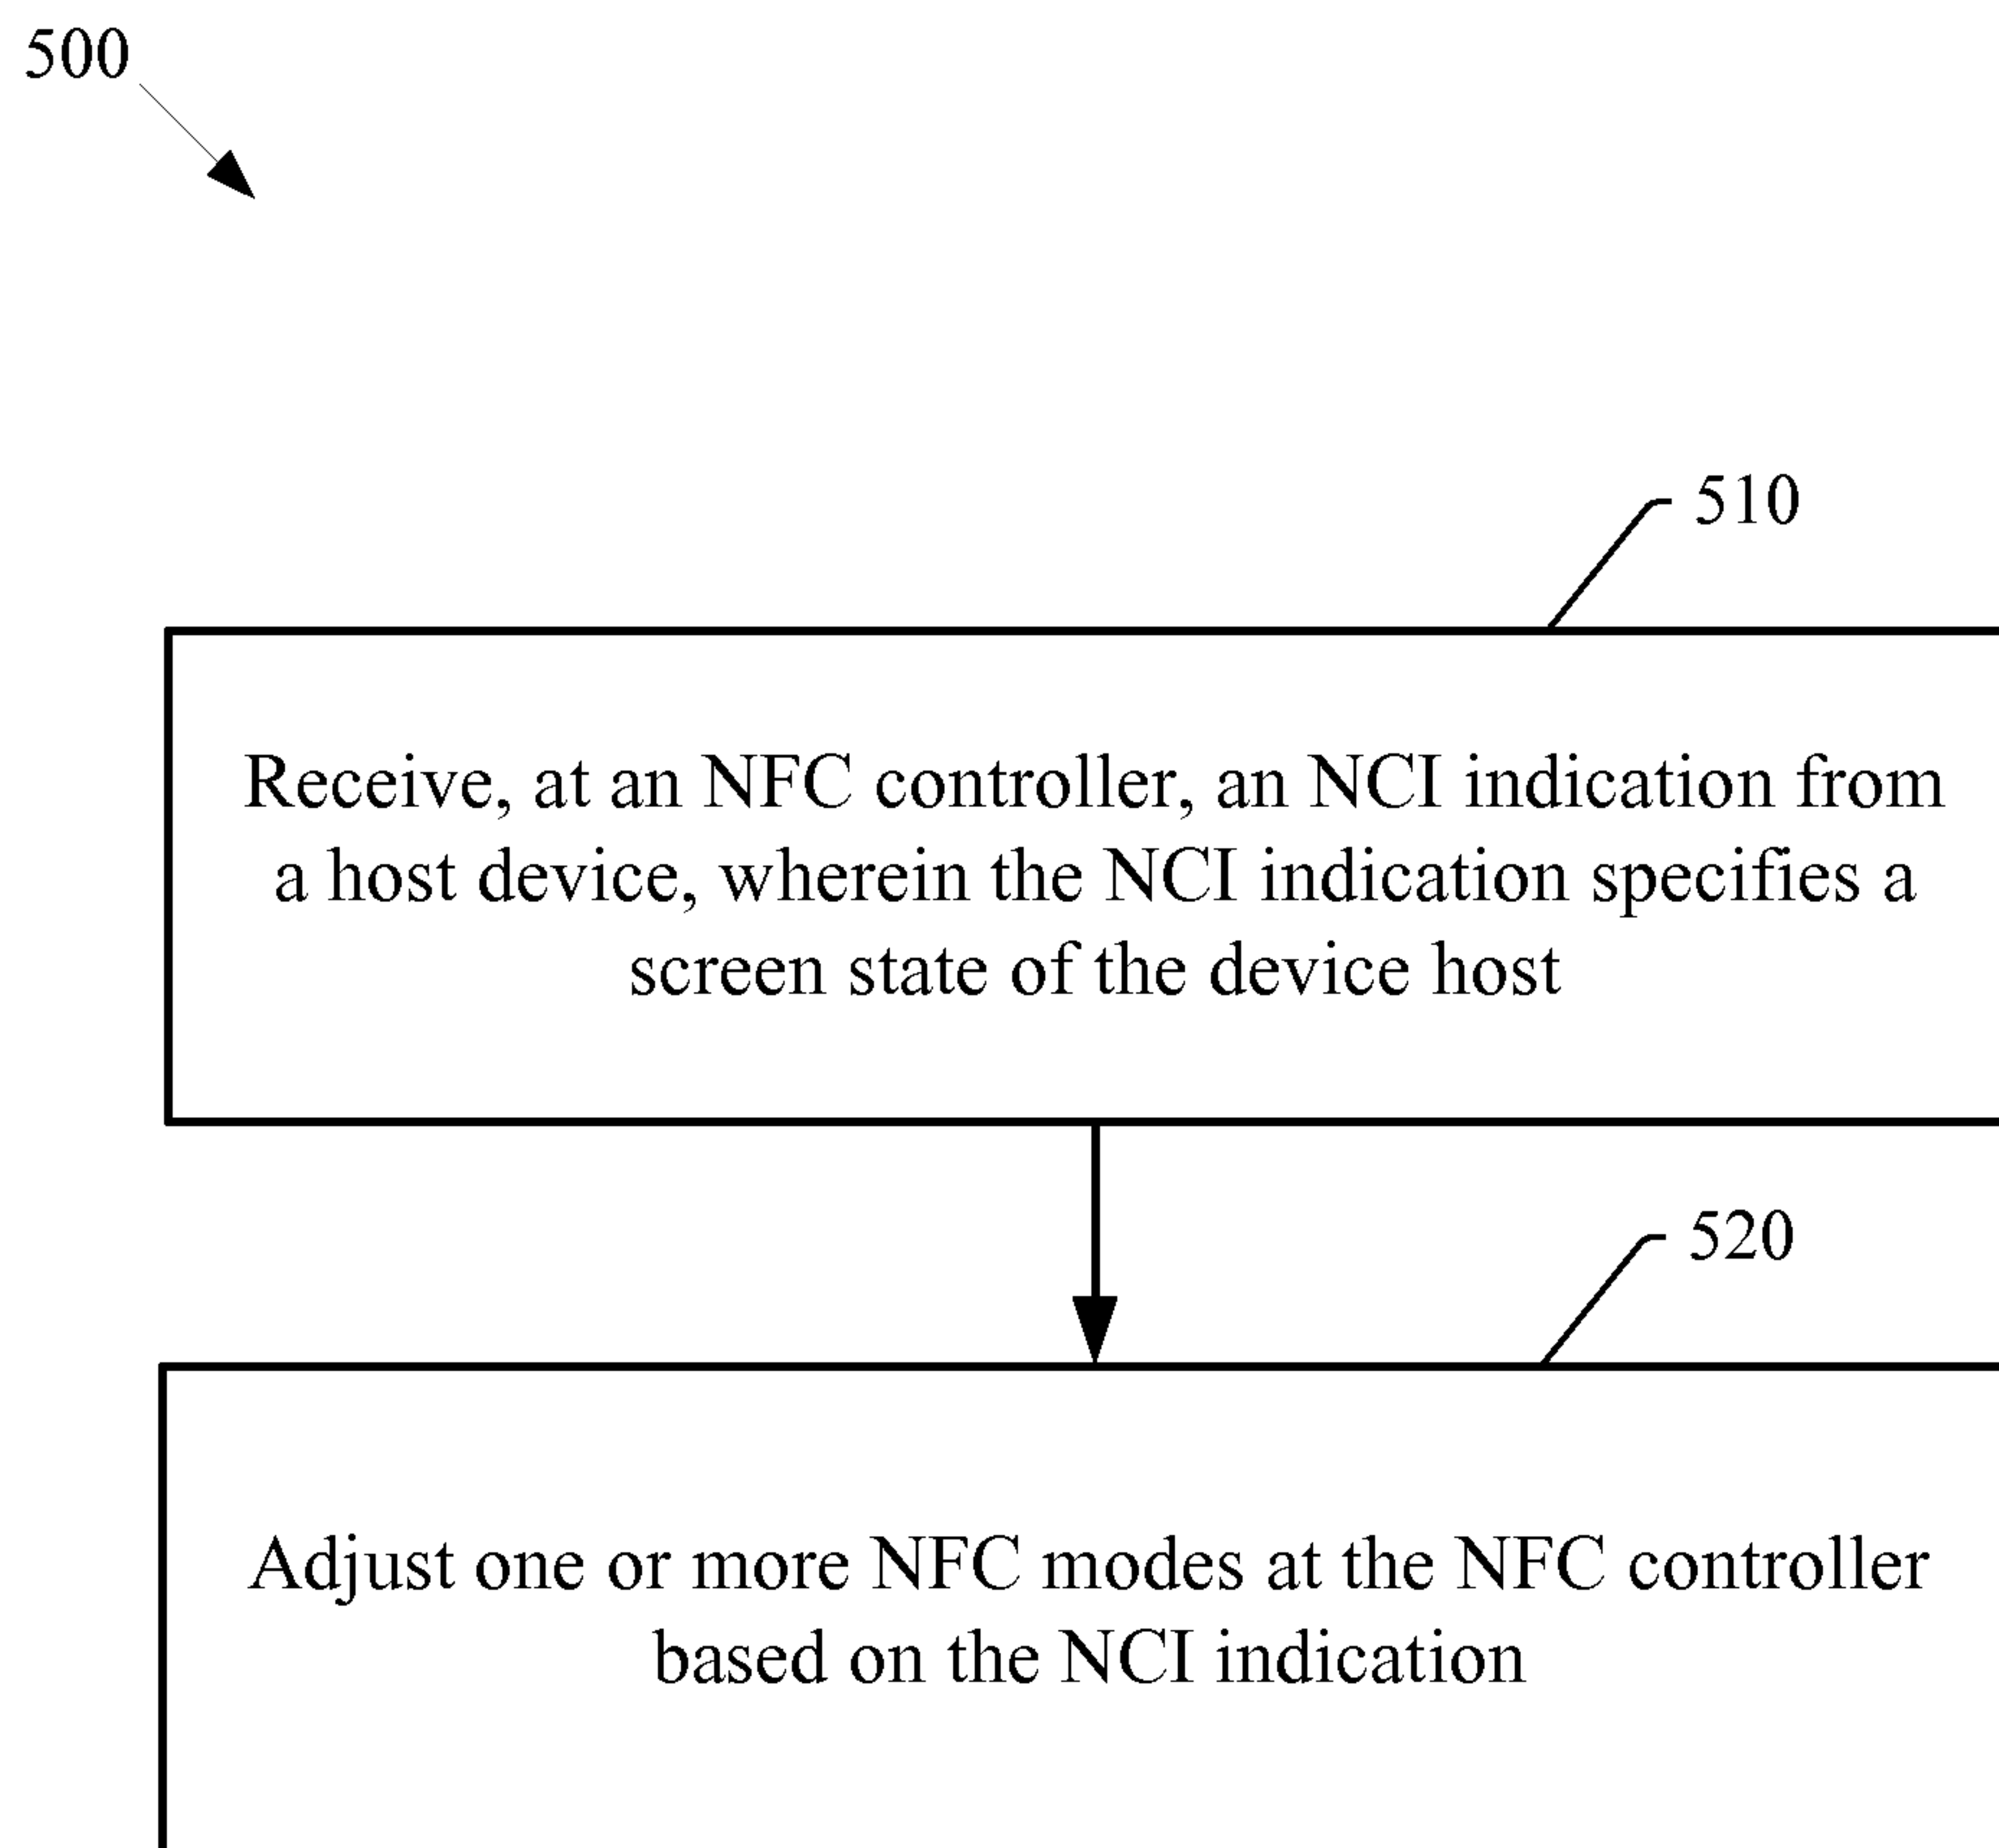 500
510
Receive, at an NFC controller, an NCI indication from
a host device, wherein the NCI indication specifies a
screen state of the device host
520
Adjust one or more NFC modes at the NFC controller
based on the NCI indication